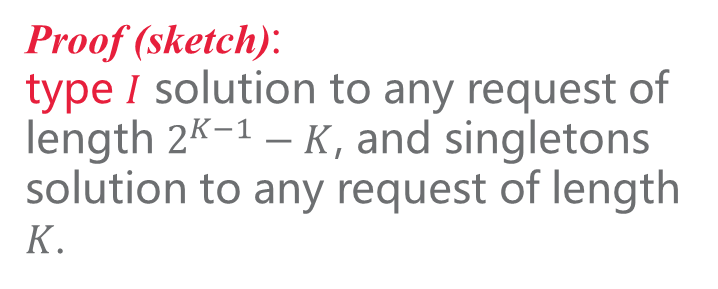 Proof (sketch):
type I solution to any request of
length 2^{K−1} − K, and singletons
solution to any request of length
K.